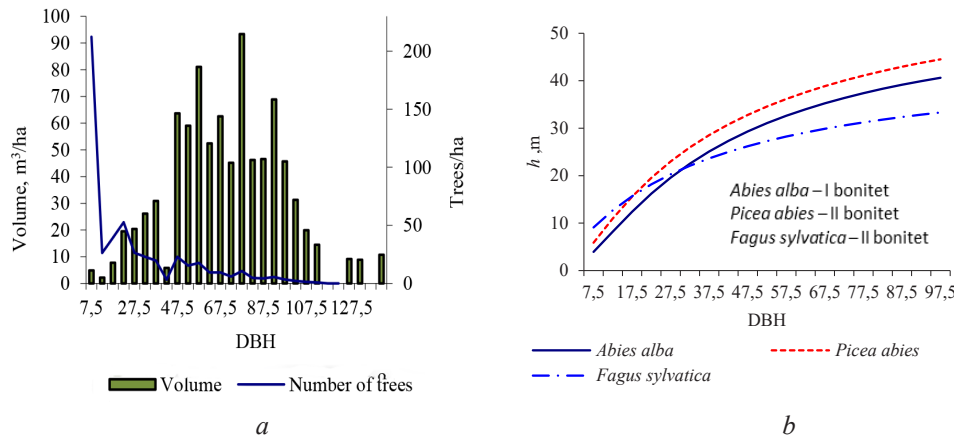 100
90
80
70
60
50
40
30
20
10
0
Volume, m³/ha
200
150
100
50
0
Trees/ha
7,5 27,5 47,5 67,5 87,5 107,5 127,5
DBH
Volume Number of trees
a
50
40
30
20
10
0
h ,m
Abies alba – I bonitet
Picea abies – II bonitet
Fagus sylvatica – II bonitet
7,5 17,5 27,5 37,5 47,5 57,5 67,5 77,5 87,5 97,5
DBH
Abies alba Picea abies
Fagus sylvatica
b